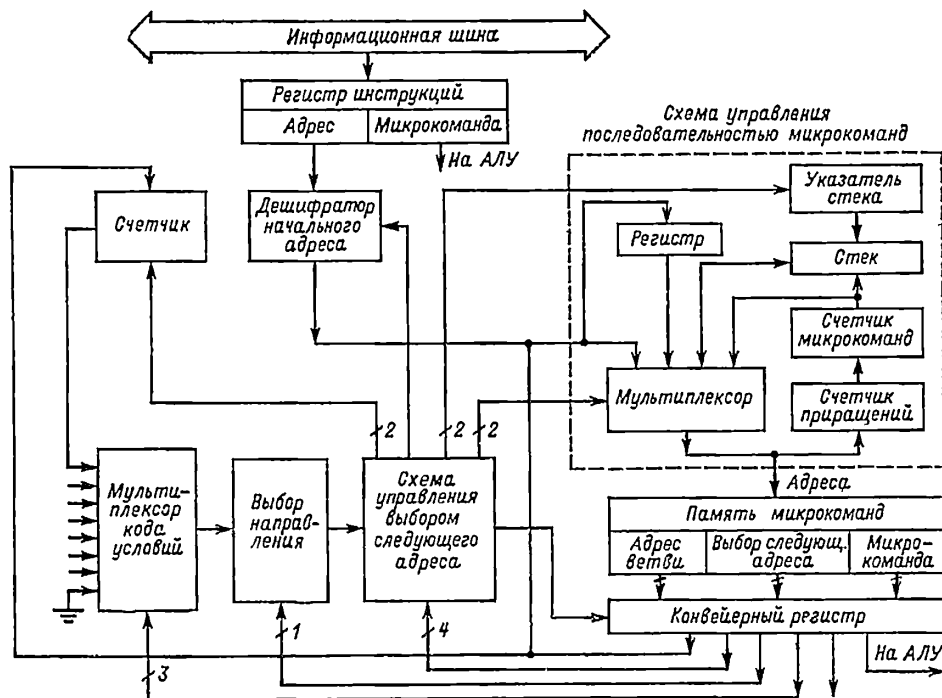 Информационная шина
Регистр инструкций
Адрес
Микрокоманда
На АЛУ
Схема управления
последовательностью микрокоманд
Счетчик
Дешифратор
начального
адреса
Указатель
стека
Регистр
Стек
Счетчик
микрокоманд
Мультиплексор
Счетчик
приращений
2
2
2
Мульти-
плексор
кода
условий
Выбор
направ-
ления
Схема
управления
выбором
следующего
адреса
Адреса
Память микрокоманд
Адрес
ветви
Выбор следующ.
адреса
Микро-
команда
Конвейерный регистр
На АЛУ
3
1
4